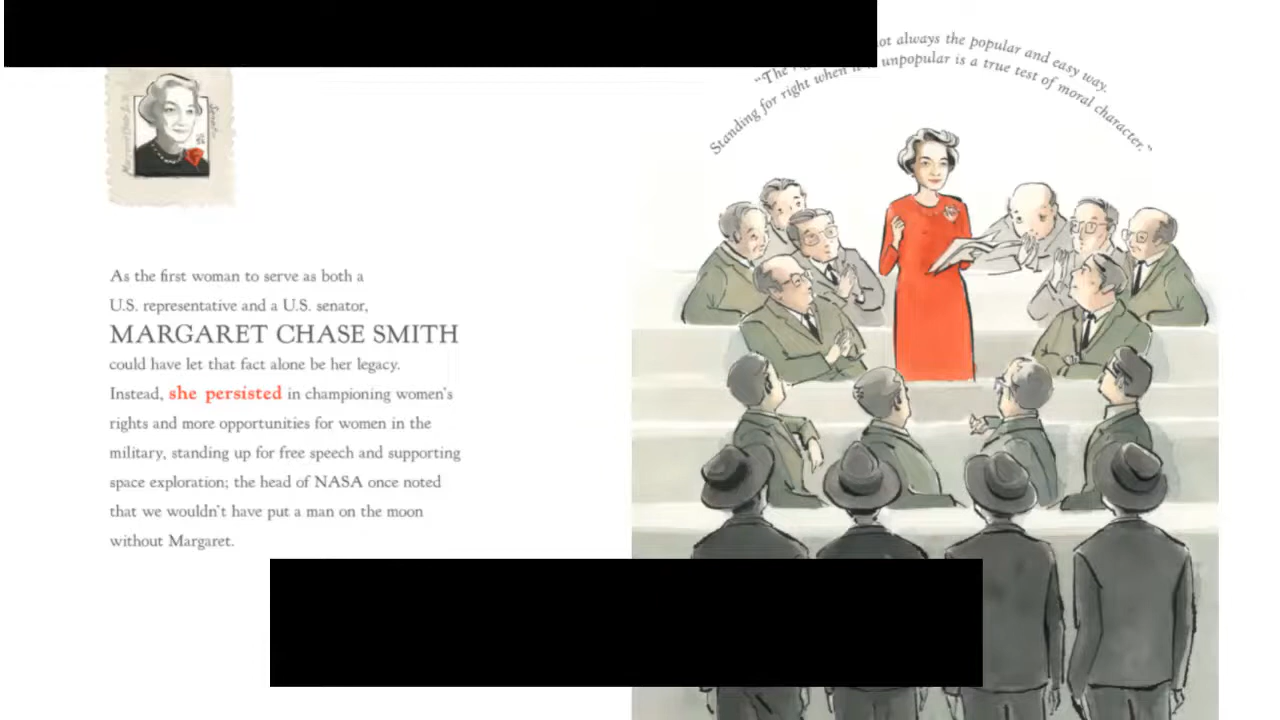 As the first woman to serve as both a
U.S. representative and a U.S. senator,
MARGARET CHASE SMITH
could have let that fact alone be her legacy.
Instead, she persisted in championing women's
rights and more opportunities for women in the
military, standing up for free speech and supporting
space exploration; the head of NASA once noted
that we wouldn't have put a man on the moon
without Margaret.
"The always the popular and easy way.
Standing for right when unpopular is a true test of moral character."